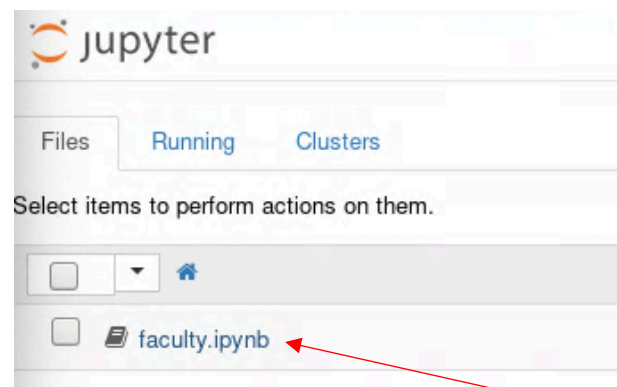 jupyter
Files Running Clusters
Select items to perform actions on them.
faculty.ipynb